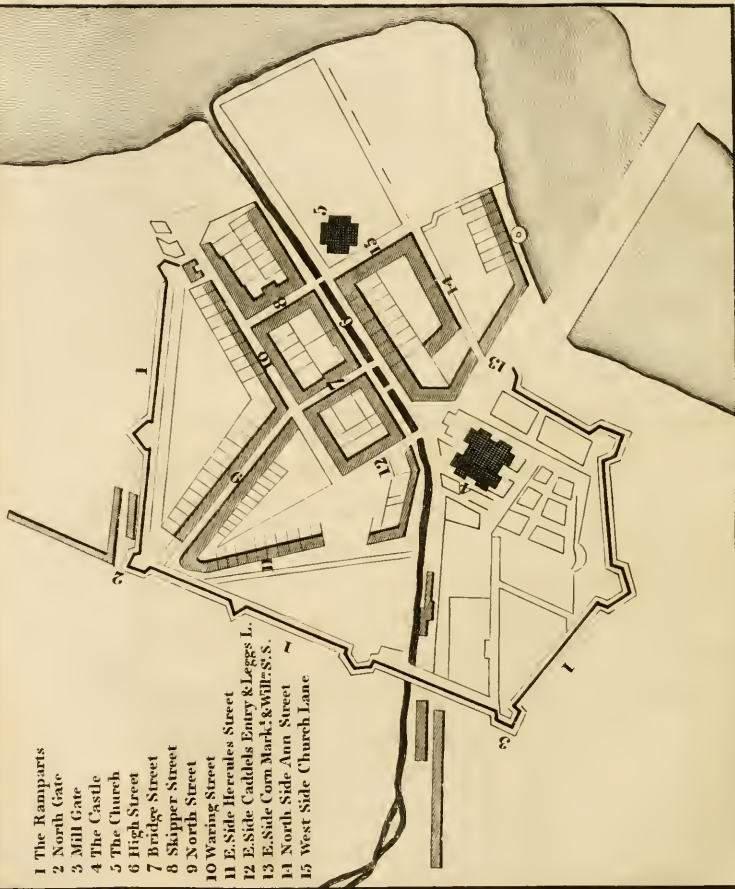 1 The Ramparts
2 North Gate
3 Mill Gate
4 The Castle
5 The Church
6 High Street
7 Bridge Street
8 Skipper Street
9 North Street
10 Waring Street
11 E.Side Hercules Street
12 E.Side Caddels Entry & Leggs L.
13 E.Side Corn Markt. & Willms. St. S.
14 North Side Ann Street
15 West Side Church Lane
2
1
9
10
11
8
5
7
6
15
12
14
4
13
3
1